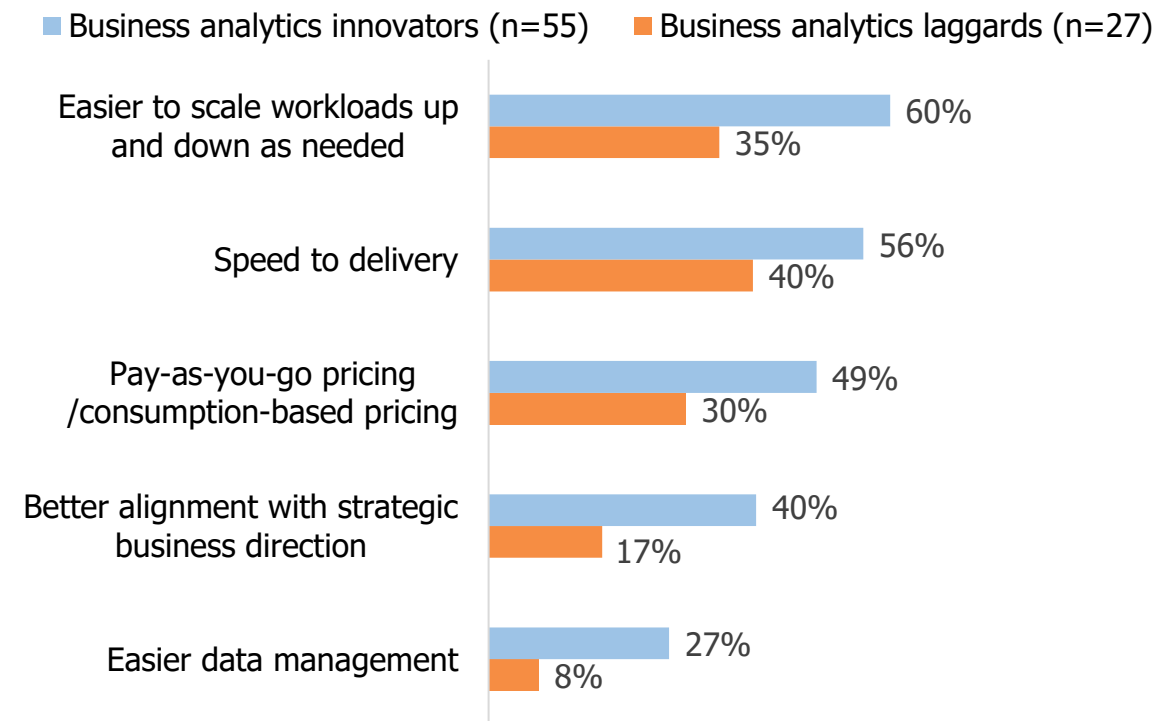 Business analytics innovators (n=55) Business analytics laggards (n=27)
Easier to scale workloads up
and down as needed
60%
35%
Speed to delivery
56%
40%
Pay-as-you-go pricing
/consumption-based pricing
49%
30%
Better alignment with strategic
business direction
40%
17%
Easier data management
27%
8%